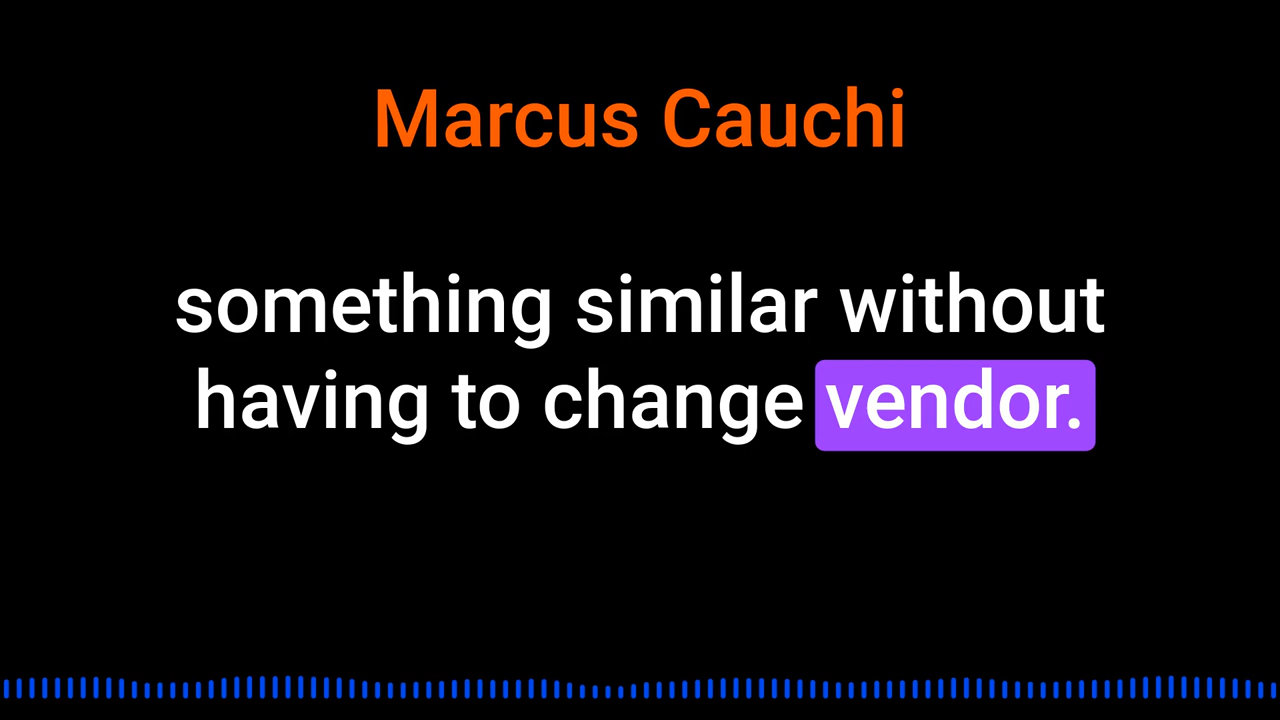 Marcus Cauchi
something similar without
having to change vendor.